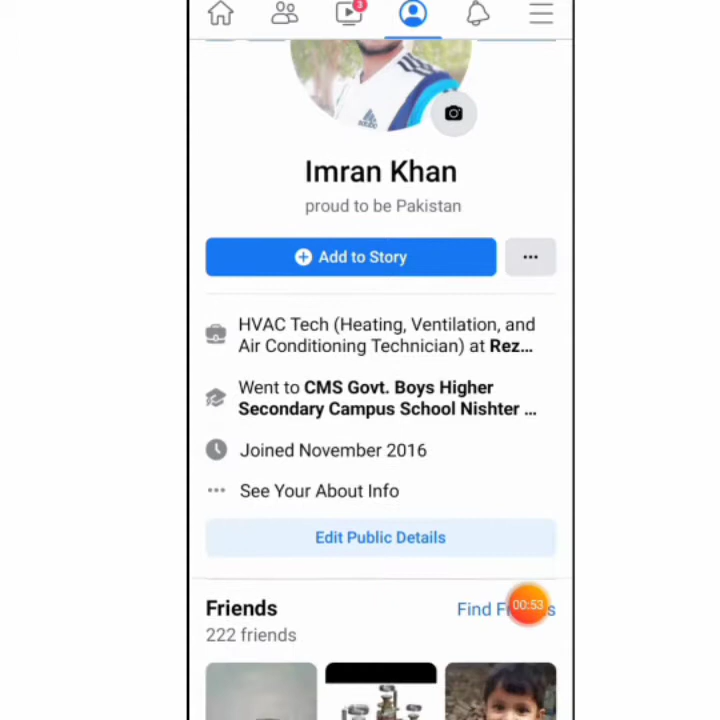 3
adidas
Imran Khan
proud to be Pakistan
Add to Story
HVAC Tech (Heating, Ventilation, and
Air Conditioning Technician) at Rez...
Went to CMS Govt. Boys Higher
Secondary Campus School Nishter ...
Joined November 2016
See Your About Info
Edit Public Details
Friends
Find
00:53
222 friends